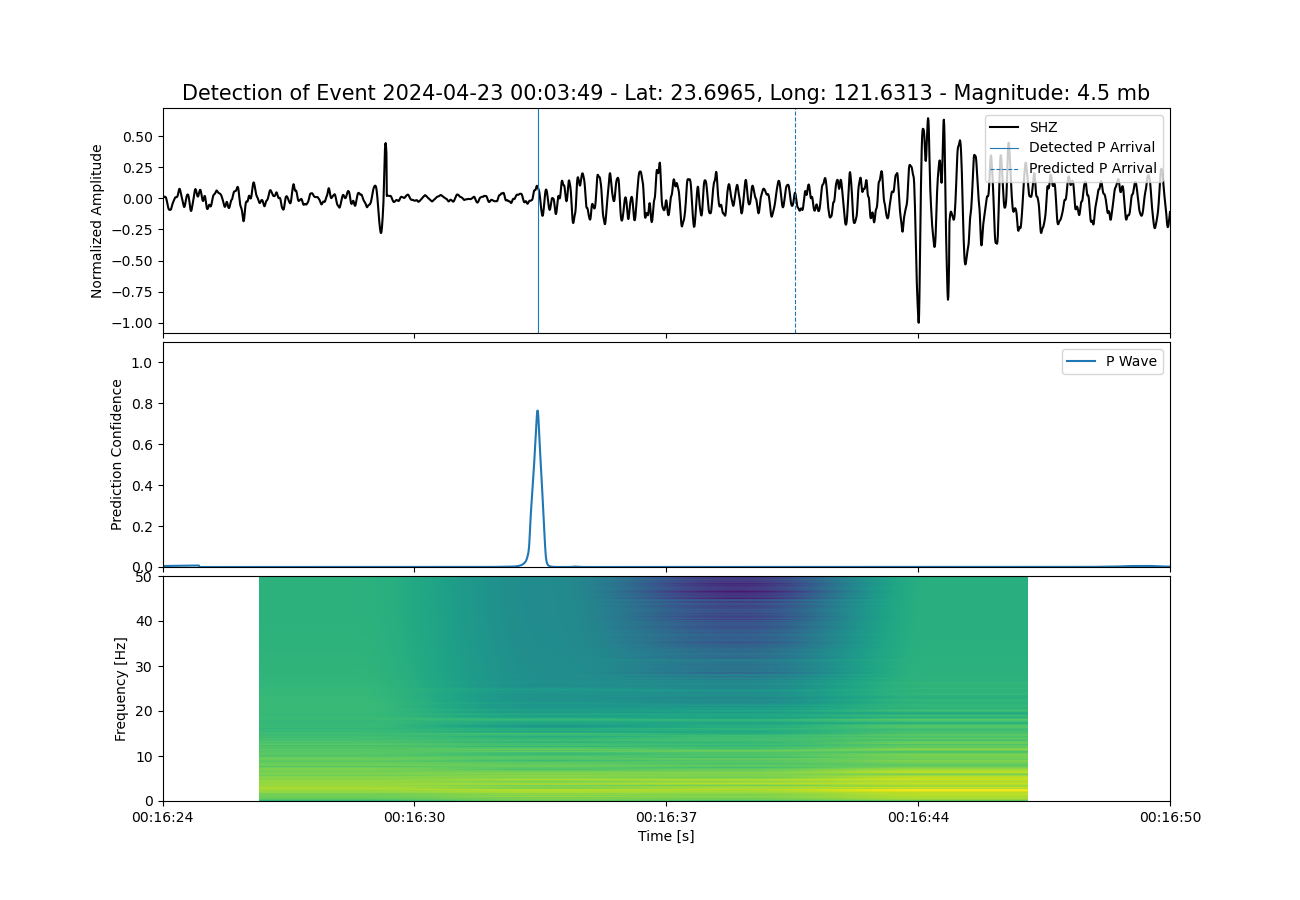 Detection of Event 2024-04-23 00:03:49 - Lat: 23.6965, Long: 121.6313 - Magnitude: 4.5 mb
Normalized Amplitude
0.50
0.25
0.00
−0.25
−0.50
−0.75
−1.00
SHZ
Detected P Arrival
Predicted P Arrival
Prediction Confidence
1.0
0.8
0.6
0.4
0.2
0.0
P Wave
Frequency [Hz]
50
40
30
20
10
0
00:16:24 00:16:30 00:16:37 00:16:44 00:16:50
Time [s]